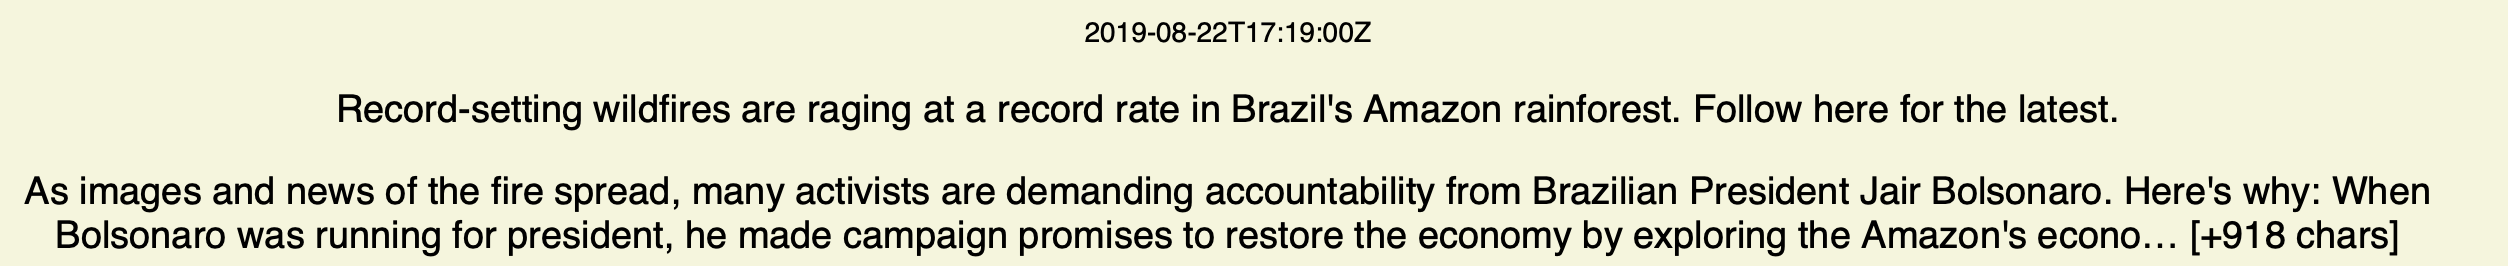 2019-08-22T17:19:00Z
Record-setting wildfires are raging at a record rate in Brazil's Amazon rainforest. Follow here for the latest.
As images and news of the fire spread, many activists are demanding accountability from Brazilian President Jair Bolsonaro. Here's why: When
Bolsonaro was running for president, he made campaign promises to restore the economy by exploring the Amazon's econo… [+918 chars]